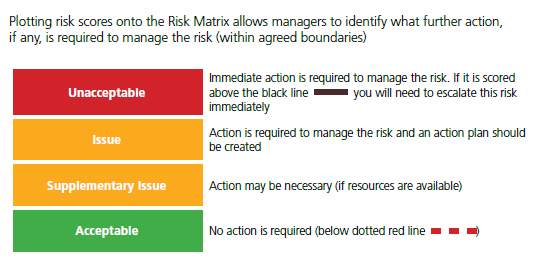 Plotting risk scores onto the Risk Matrix allows managers to identify what further action,
if any, is required to manage the risk (within agreed boundaries)
Unacceptable
Immediate action is required to manage the risk. If it is scored
above the black line you will need to escalate this risk
immediately
Issue
Action is required to manage the risk and an action plan should
be created
Supplementary Issue
Action may be necessary (if resources are available)
Acceptable
No action is required (below dotted red line )